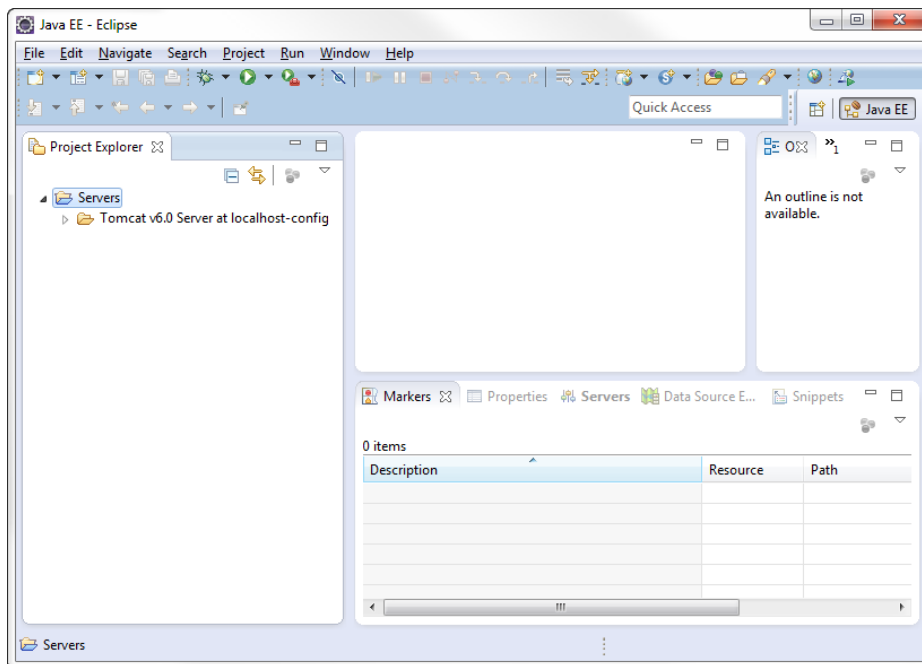 Java EE - Eclipse
File Edit Navigate Search Project Run Window Help
Quick Access
Java EE
Project Explorer
Servers
Tomcat v6.0 Server at localhost-config
O
»1
An outline is not
available.
Markers Properties Servers Data Source E... Snippets
0 items
Description Resource Path
Servers